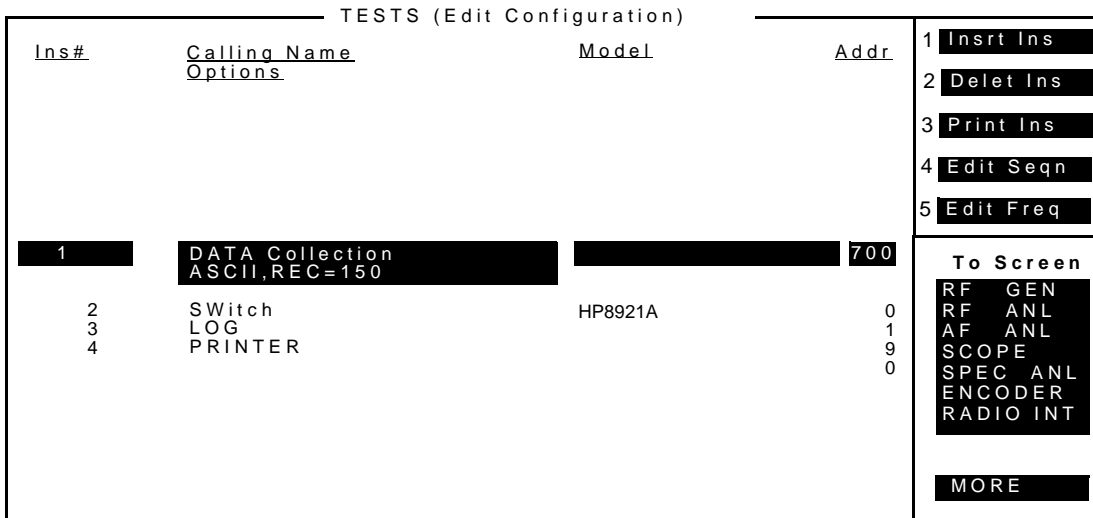 TESTS (Edit Configuration)
Ins# Calling Name Model Addr
Options
1 DATA Collection 700
ASCII,REC=150
2 SWitch HP8921A 0
3 LOG 1
4 PRINTER 9
0
1 Insrt Ins
2 Delet Ins
3 Print Ins
4 Edit Seqn
5 Edit Freq
To Screen
RF GEN
RF ANL
AF ANL
SCOPE
SPEC ANL
ENCODER
RADIO INT
MORE